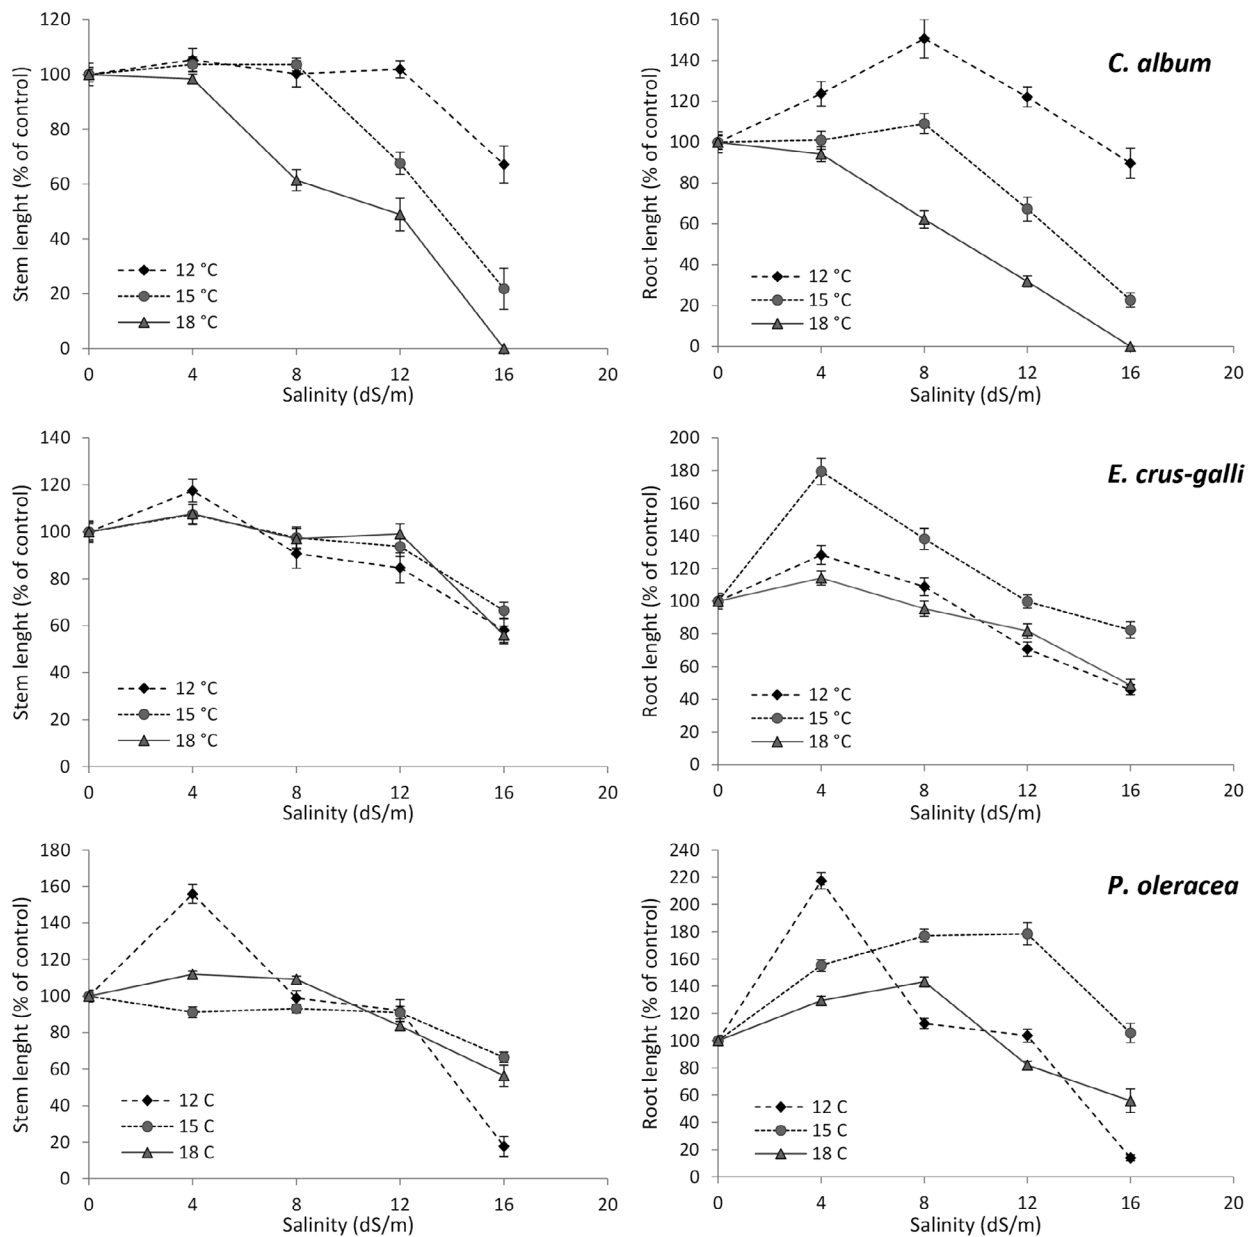 120
100
80
60
40
20
0
0 4 8 12 16 20
Stem lenght (% of control)
Salinity (dS/m)
12 °C
15 °C
18 °C
160
140
120
100
80
60
40
20
0
0 4 8 12 16 20
Root lenght (% of control)
Salinity (dS/m)
12 °C
15 °C
18 °C
C. album
140
120
100
80
60
40
20
0
0 4 8 12 16 20
Stem lenght (% of control)
Salinity (dS/m)
12 °C
15 °C
18 °C
200
180
160
140
120
100
80
60
40
20
0
0 4 8 12 16 20
Root lenght (% of control)
Salinity (dS/m)
12 °C
15 °C
18 °C
E. crus-galli
180
160
140
120
100
80
60
40
20
0
0 4 8 12 16 20
Stem lenght (% of control)
Salinity (dS/m)
12 C
15 C
18 C
240
220
200
180
160
140
120
100
80
60
40
20
0
0 4 8 12 16 20
Root lenght (% of control)
Salinity (dS/m)
12 C
15 C
18 C
P. oleracea